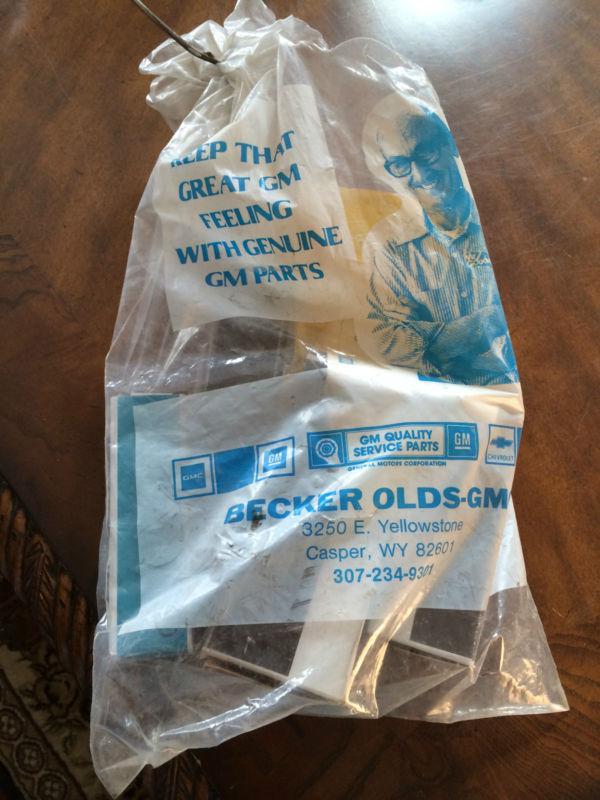 KEEP THAT
GREAT GM
FEELING
WITH GENUINE
GM PARTS
GMC
GM
GM QUALITY
SERVICE PARTS
GM
CHEVROLET
GENERAL MOTORS CORPORATION
BECKER OLDS-GM
3250 E. Yellowstone
Casper, WY 82601
307-234-9301